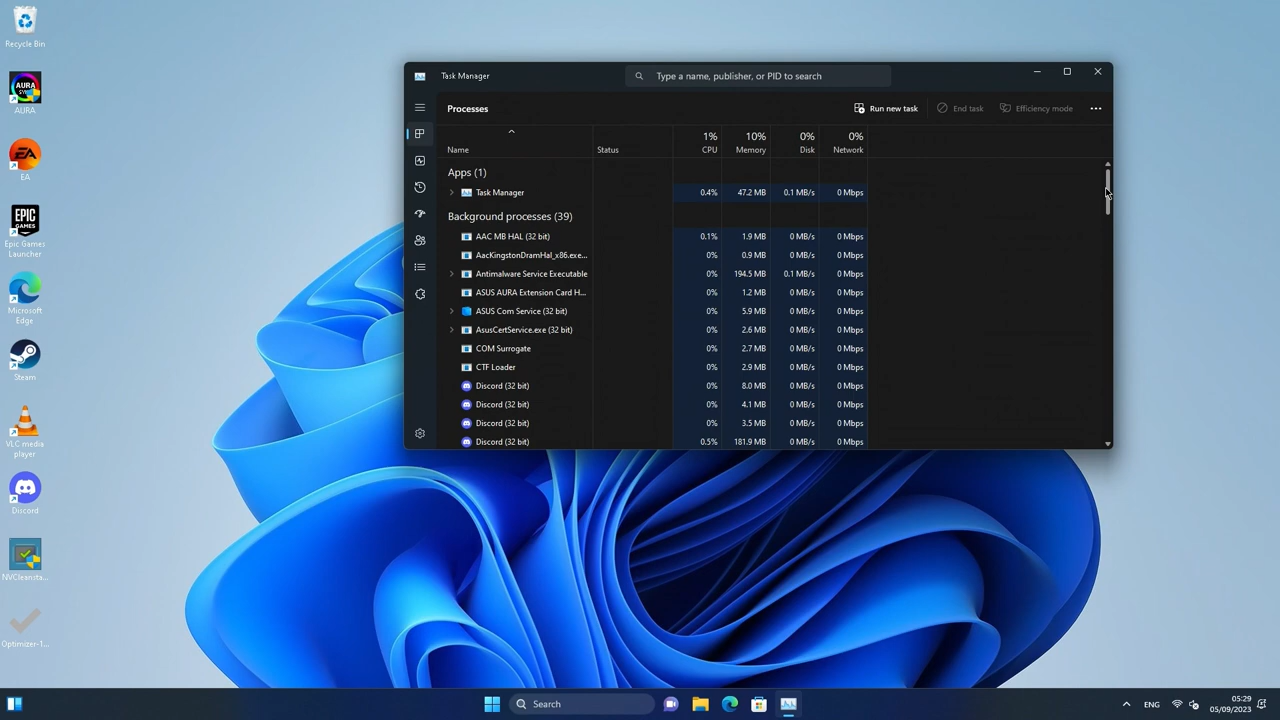 Recycle Bin
AURA
SYNC
AURA
EA
EA
EPIC
GAMES
Epic Games
Launcher
Microsoft
Edge
Steam
VLC media
player
Discord
NVCleansta...
Optimizer-1...
Task Manager
Type a name, publisher, or PID to search
Processes
Run new task
End task
Efficiency mode
1% 10% 0% 0%
Name Status CPU Memory Disk Network
Apps (1)
Task Manager 0.4% 47.2 MB 0.1 MB/s 0 Mbps
Background processes (39)
AAC MB HAL (32 bit) 0.1% 1.9 MB 0 MB/s 0 Mbps
AacKingstonDramHal_x86.exe... 0% 0.9 MB 0 MB/s 0 Mbps
Antimalware Service Executable 0% 194.5 MB 0.1 MB/s 0 Mbps
ASUS AURA Extension Card H... 0% 1.2 MB 0 MB/s 0 Mbps
ASUS Com Service (32 bit) 0% 5.9 MB 0 MB/s 0 Mbps
AsusCertService.exe (32 bit) 0% 2.6 MB 0 MB/s 0 Mbps
COM Surrogate 0% 2.7 MB 0 MB/s 0 Mbps
CTF Loader 0% 2.9 MB 0 MB/s 0 Mbps
Discord (32 bit) 0% 8.0 MB 0 MB/s 0 Mbps
Discord (32 bit) 0% 4.1 MB 0 MB/s 0 Mbps
Discord (32 bit) 0% 3.5 MB 0 MB/s 0 Mbps
Discord (32 bit) 0.5% 181.9 MB 0 MB/s 0 Mbps
Search
ENG
05:29
05/09/2023